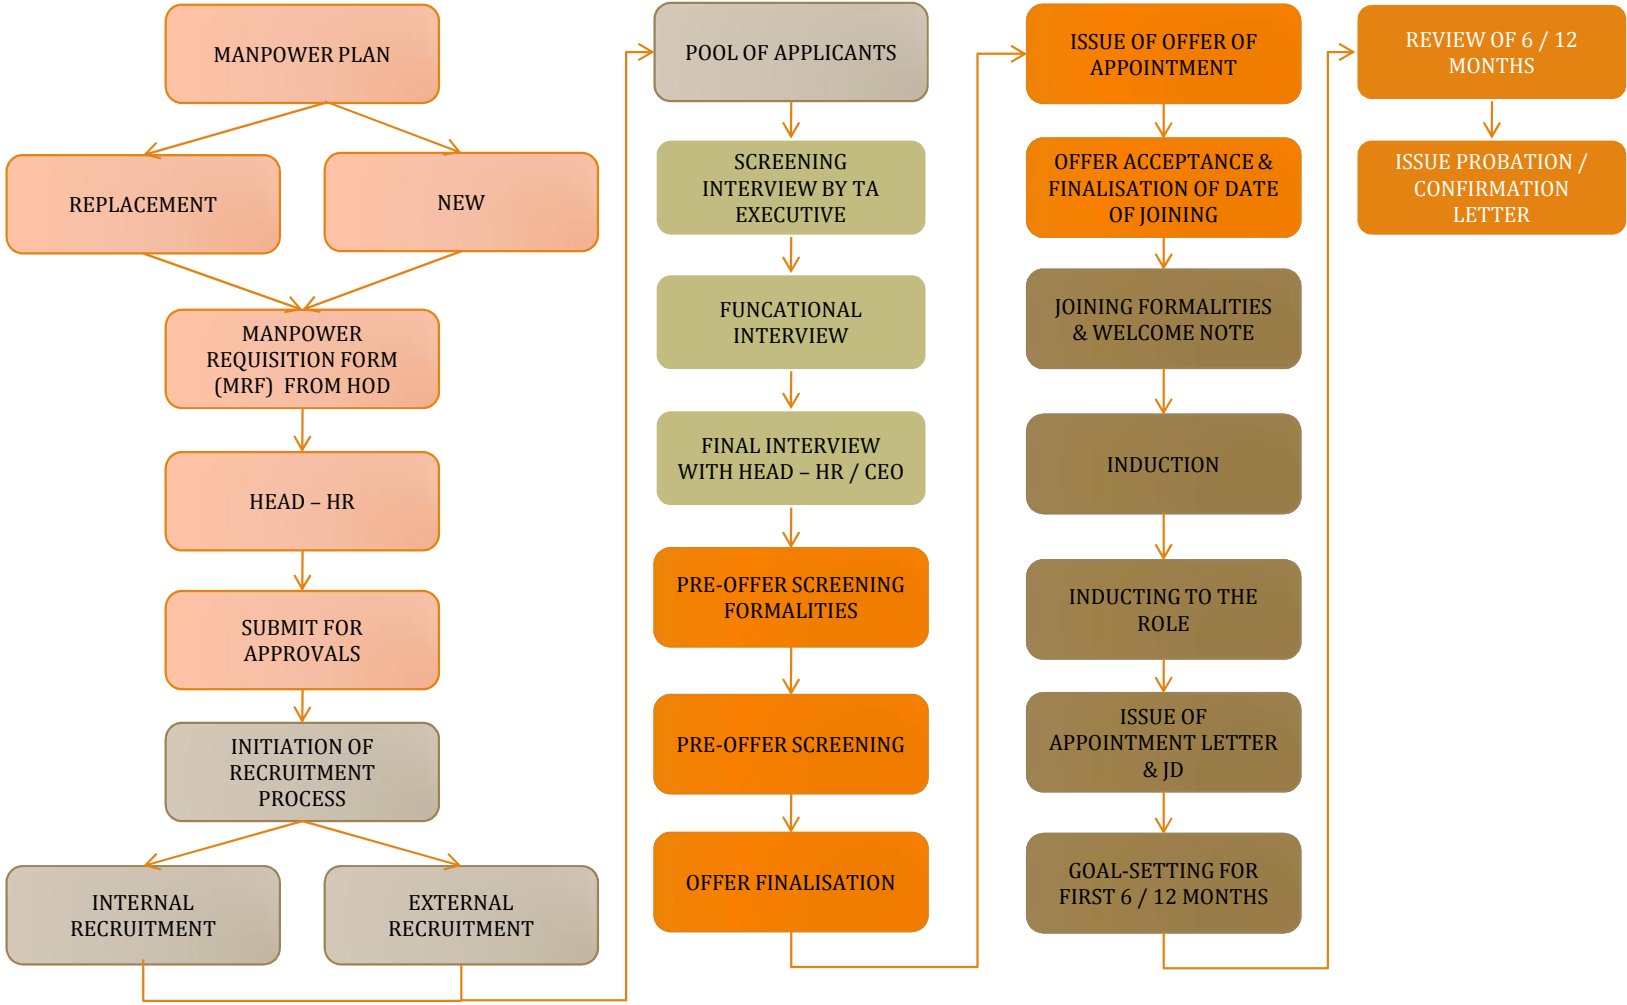 MANPOWER PLAN
REPLACEMENT
NEW
MANPOWER
REQUISITION FORM
(MRF)  FROM HOD
HEAD – HR
SUBMIT FOR
APPROVALS
INITIATION OF
RECRUITMENT
PROCESS
INTERNAL
RECRUITMENT
EXTERNAL
RECRUITMENT
POOL OF APPLICANTS
SCREENING
INTERVIEW BY TA
EXECUTIVE
FUNCATIONAL
INTERVIEW
FINAL INTERVIEW
WITH HEAD – HR / CEO
PRE-OFFER SCREENING
FORMALITIES
PRE-OFFER SCREENING
OFFER FINALISATION
ISSUE OF OFFER OF
APPOINTMENT
OFFER ACCEPTANCE &
FINALISATION OF DATE
OF JOINING
JOINING FORMALITIES
& WELCOME NOTE
INDUCTION
INDUCTING TO THE
ROLE
ISSUE OF
APPOINTMENT LETTER
& JD
GOAL-SETTING FOR
FIRST 6 / 12 MONTHS
REVIEW OF 6 / 12
MONTHS
ISSUE PROBATION /
CONFIRMATION
LETTER